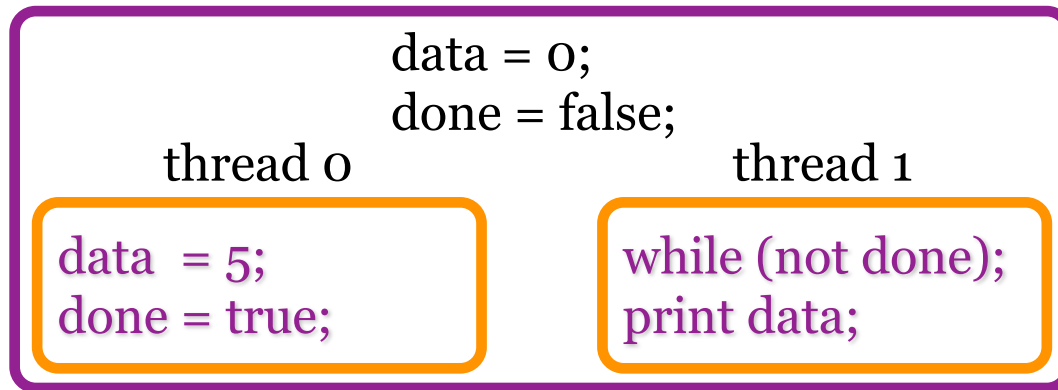 data = 0;
done = false;
thread 0
thread 1
data  = 5;
done = true;
while (not done);
print data;